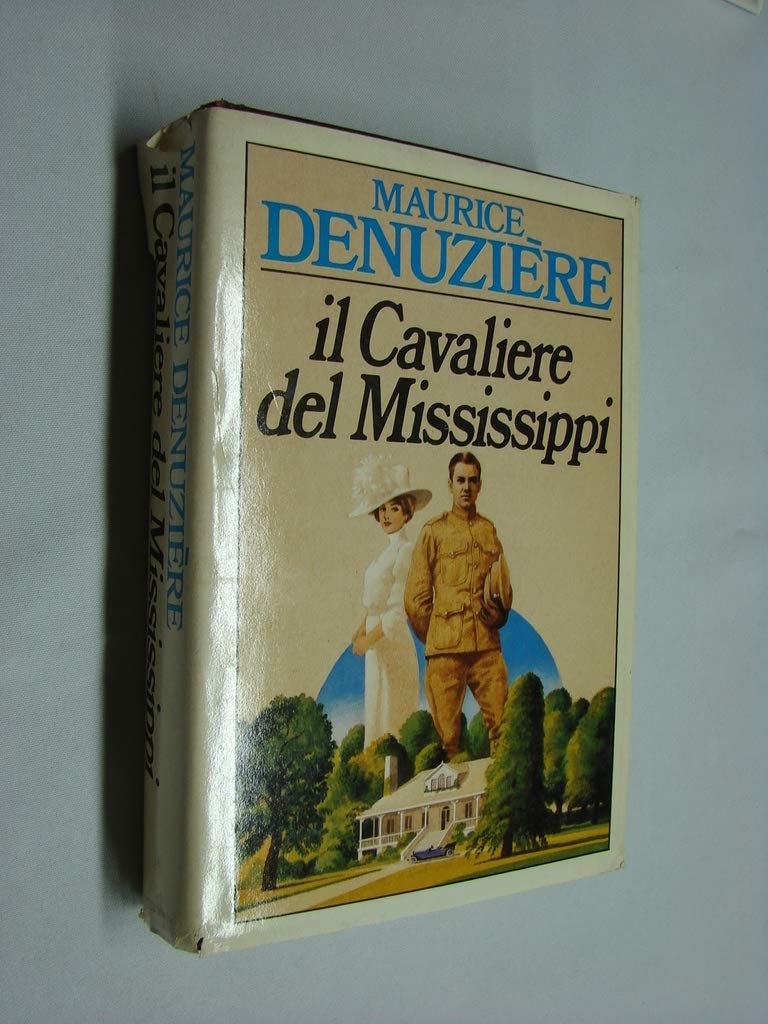 MAURICE
DENUZIÈRE
il Cavaliere
del Mississippi
MAURICE DENUZIÈRE
il Cavaliere del Mississippi